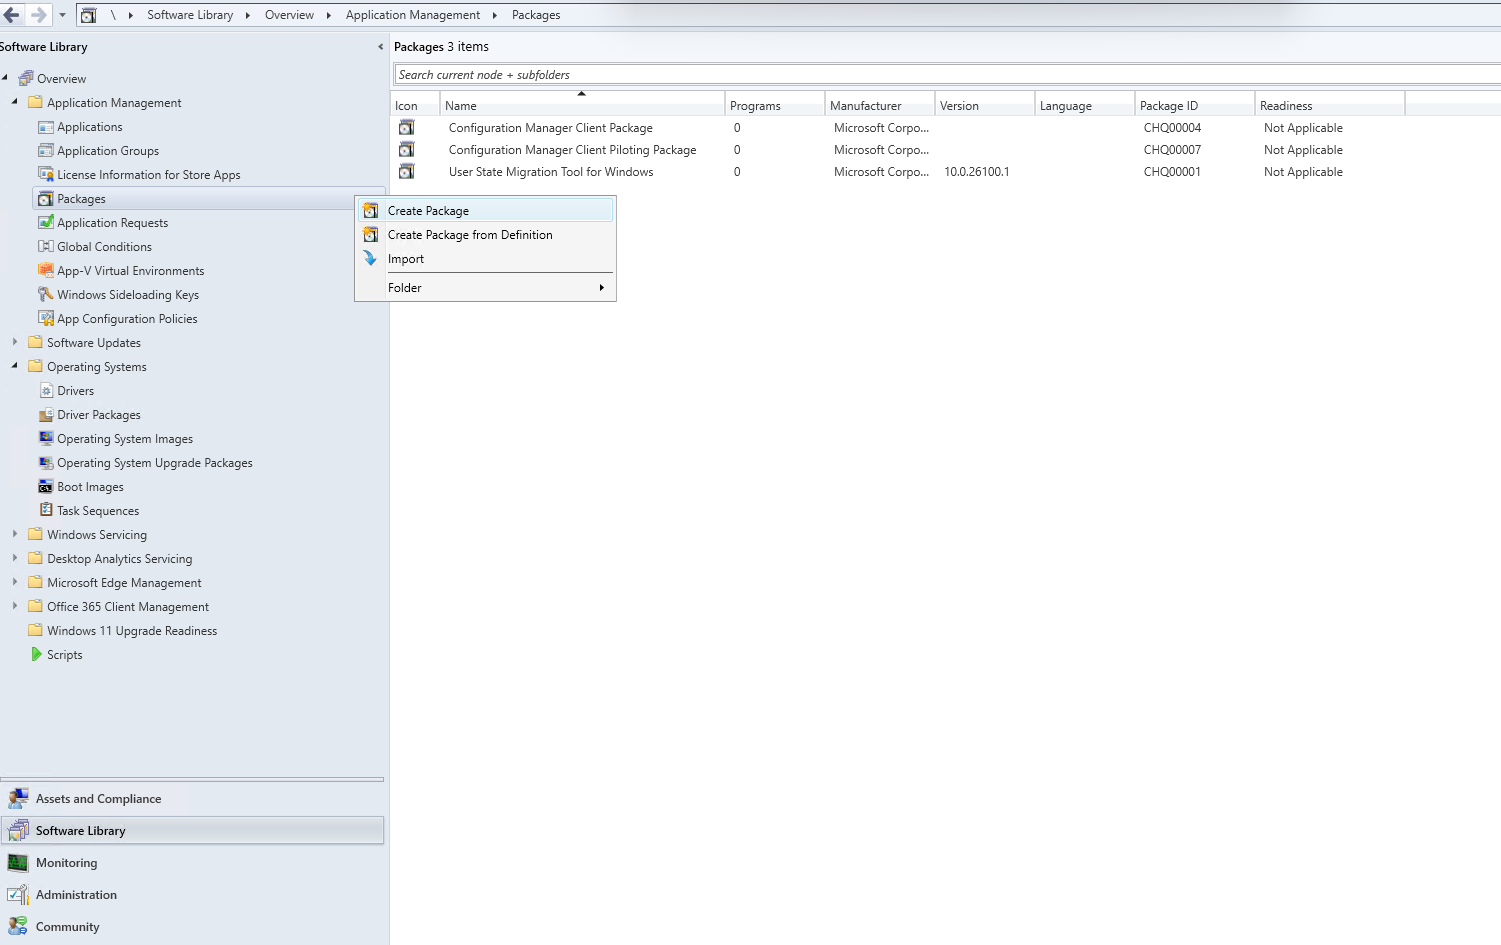 \ Software Library Overview Application Management Packages
Software Library
Overview
Application Management
Applications
Application Groups
License Information for Store Apps
Packages
Application Requests
Global Conditions
App-V Virtual Environments
Windows Sideloading Keys
App Configuration Policies
Software Updates
Operating Systems
Drivers
Driver Packages
Operating System Images
Operating System Upgrade Packages
Boot Images
Task Sequences
Windows Servicing
Desktop Analytics Servicing
Microsoft Edge Management
Office 365 Client Management
Windows 11 Upgrade Readiness
Scripts
Assets and Compliance
Software Library
Monitoring
Administration
Community
Packages 3 items
Search current node + subfolders
Icon Name Programs Manufacturer Version Language Package ID Readiness
Configuration Manager Client Package 0 Microsoft Corpo... CHQ00004 Not Applicable
Configuration Manager Client Piloting Package 0 Microsoft Corpo... CHQ00007 Not Applicable
User State Migration Tool for Windows 0 Microsoft Corpo... 10.0.26100.1 CHQ00001 Not Applicable
Create Package
Create Package from Definition
Import
Folder